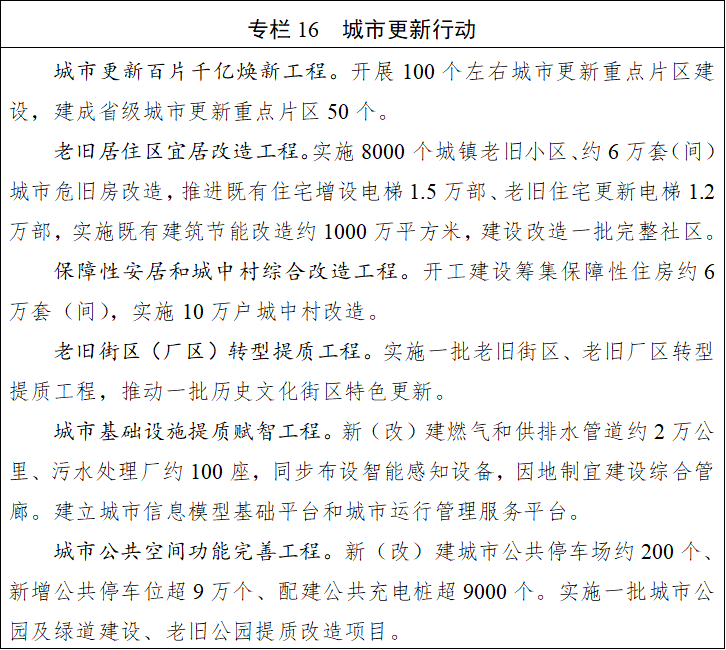 专栏 16 城市更新行动
城市更新百片千亿焕新工程。开展 100 个左右城市更新重点片区建
设，建成省级城市更新重点片区 50 个。
老旧居住区宜居改造工程。实施 8000 个城镇老旧小区、约 6 万套（间）
城市危旧房改造，推进既有住宅增设电梯 1.5 万部、老旧住宅更新电梯 1.2
万部，实施既有建筑节能改造约 1000 万平方米，建设改造一批完整社区。
保障性安居和城中村综合改造工程。开工建设筹集保障性住房约 6
万套（间），实施 10 万户城中村改造。
老旧街区（厂区）转型提质工程。实施一批老旧街区、老旧厂区转型
提质工程，推动一批历史文化街区特色更新。
城市基础设施提质赋智工程。新（改）建燃气和供排水管道约 2 万公
里、污水处理厂约 100 座，同步布设智能感知设备，因地制宜建设综合管
廊。建立城市信息模型基础平台和城市运行管理服务平台。
城市公共空间功能完善工程。新（改）建城市公共停车场约 200 个、
新增公共停车位超 9 万个、配建公共充电桩超 9000 个。实施一批城市公
园及绿道建设、老旧公园提质改造项目。